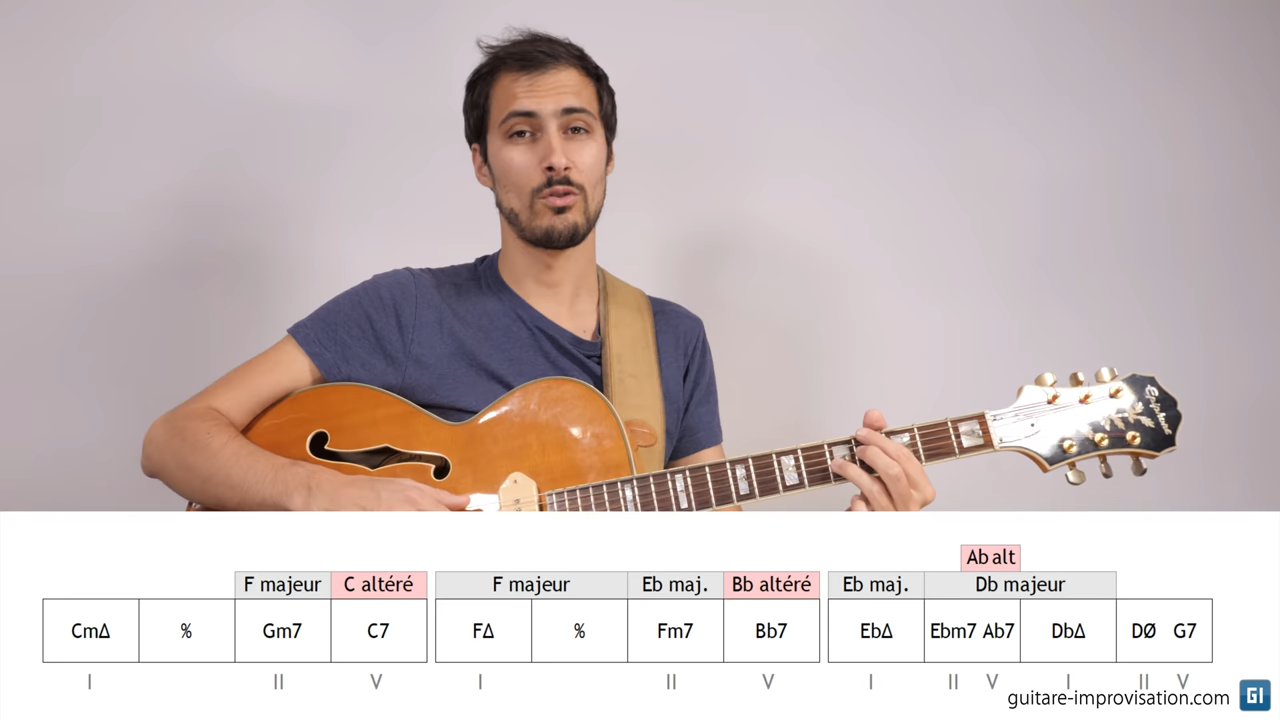 Epiphone
Ab alt
F majeur C altéré F majeur Eb maj. Bb altéré Eb maj. Db majeur
CmΔ % Gm7 C7 FΔ % Fm7 Bb7 EbΔ Ebm7 Ab7 DbΔ DØ G7
I II V I II V I II V I II V
guitare-improvisation.com GI